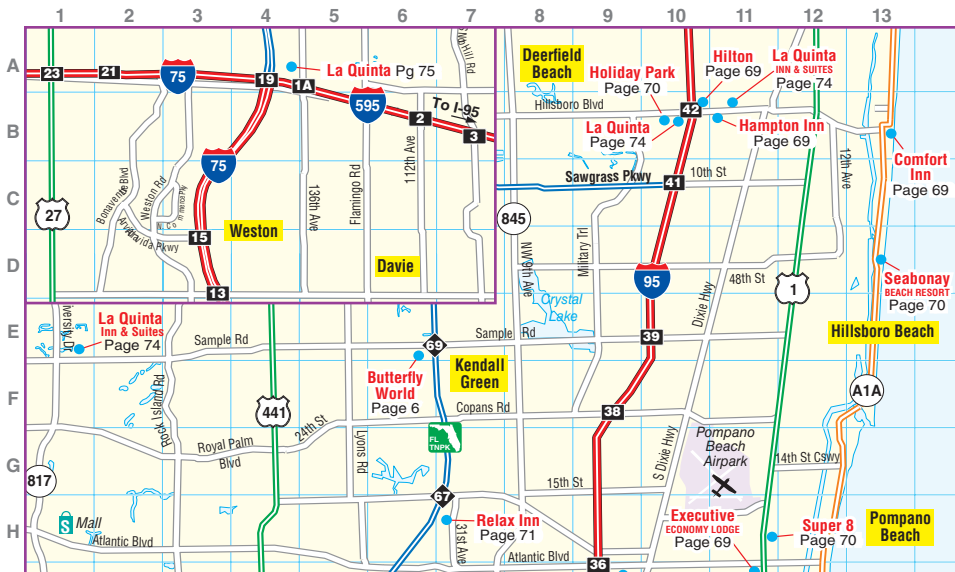 1 2 3 4 5 6 7 8 9 10 11 12 13
A
B
C
D
E
F
G
H
23
21
75
19
1A
La Quinta Pg 75
595
2
To I-95
3
Hill Rd
75
Bonaventure Blvd
Weston Rd
Arvida Pkwy
15
13
27
Weston
136th Ave
Flamingo Rd
112th Ave
Davie
Deerfield
Beach
Holiday Park
Page 70
Hilton
Page 69
La Quinta
INN & SUITES
Page 74
Hillsboro Blvd
42
La Quinta
Page 74
Hampton Inn
Page 69
Comfort
Inn
Page 69
12th Ave
Sawgrass Pkwy
41
10th St
845
NW 9th Ave
Military Trl
95
48th St
Dixie Hwy
1
Crystal
Lake
Seabonay
BEACH RESORT
Page 70
Hillsboro Beach
A1A
La Quinta
Inn & Suites
Page 74
iversity Dr
Sample Rd
69
Sample Rd
39
Butterfly
World
Page 6
Kendall
Green
441
Rock Island Rd
Royal Palm
Blvd
24th St
Copans Rd
38
FL
TNPK
Lyons Rd
S Dixie Hwy
Pompano
Beach
Airpark
14th St Cswy
817
15th St
67
S Mall
Atlantic Blvd
31st Ave
Relax Inn
Page 71
Atlantic Blvd
36
Executive
ECONOMY LODGE
Page 69
Super 8
Page 70
Pompano
Beach